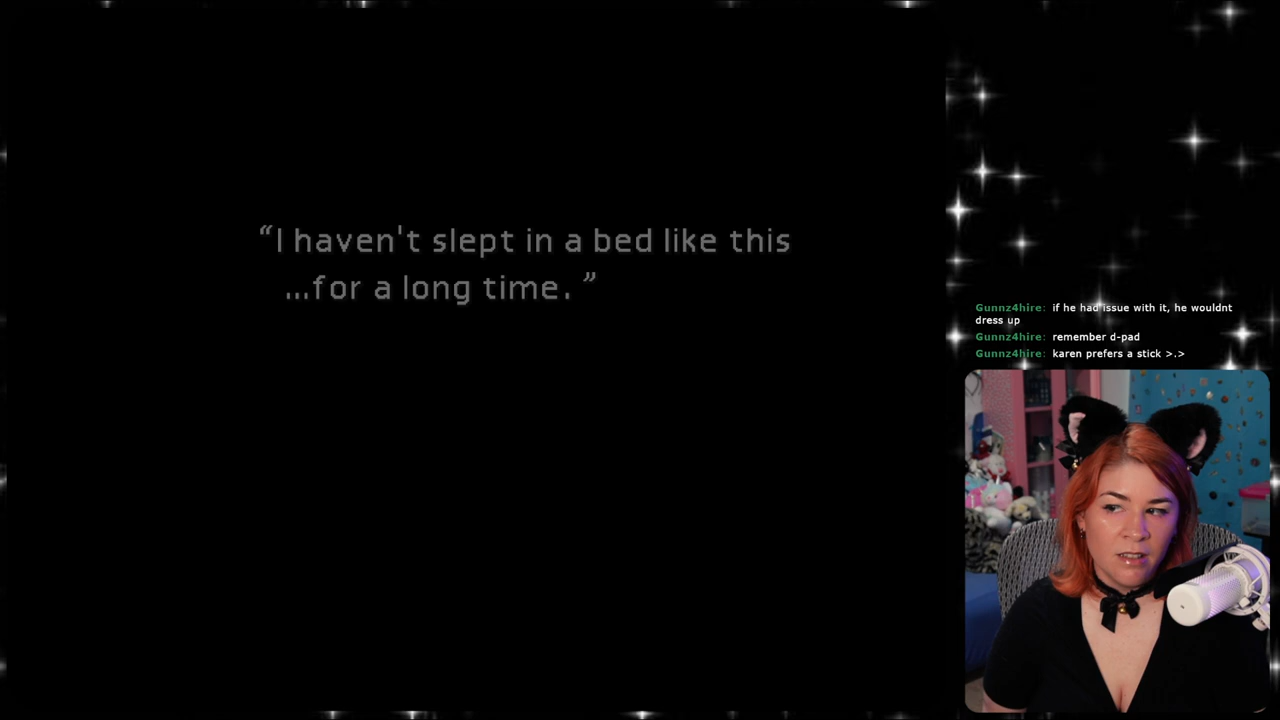 “I haven't slept in a bed like this
...for a long time. ”
Gunnz4hire: if he had issue with it, he wouldnt
dress up
Gunnz4hire: remember d-pad
Gunnz4hire: karen prefers a stick >.>